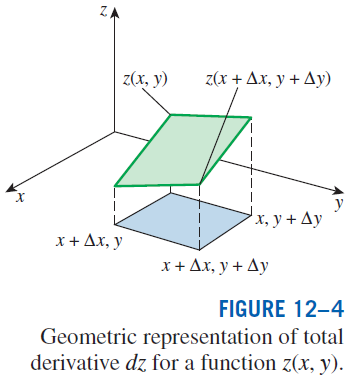 z
z(x, y)
z(x + Δx, y + Δy)
x
y
x, y + Δy
x + Δx, y
x + Δx, y + Δy
FIGURE 12–4
Geometric representation of total
derivative dz for a function z(x, y).